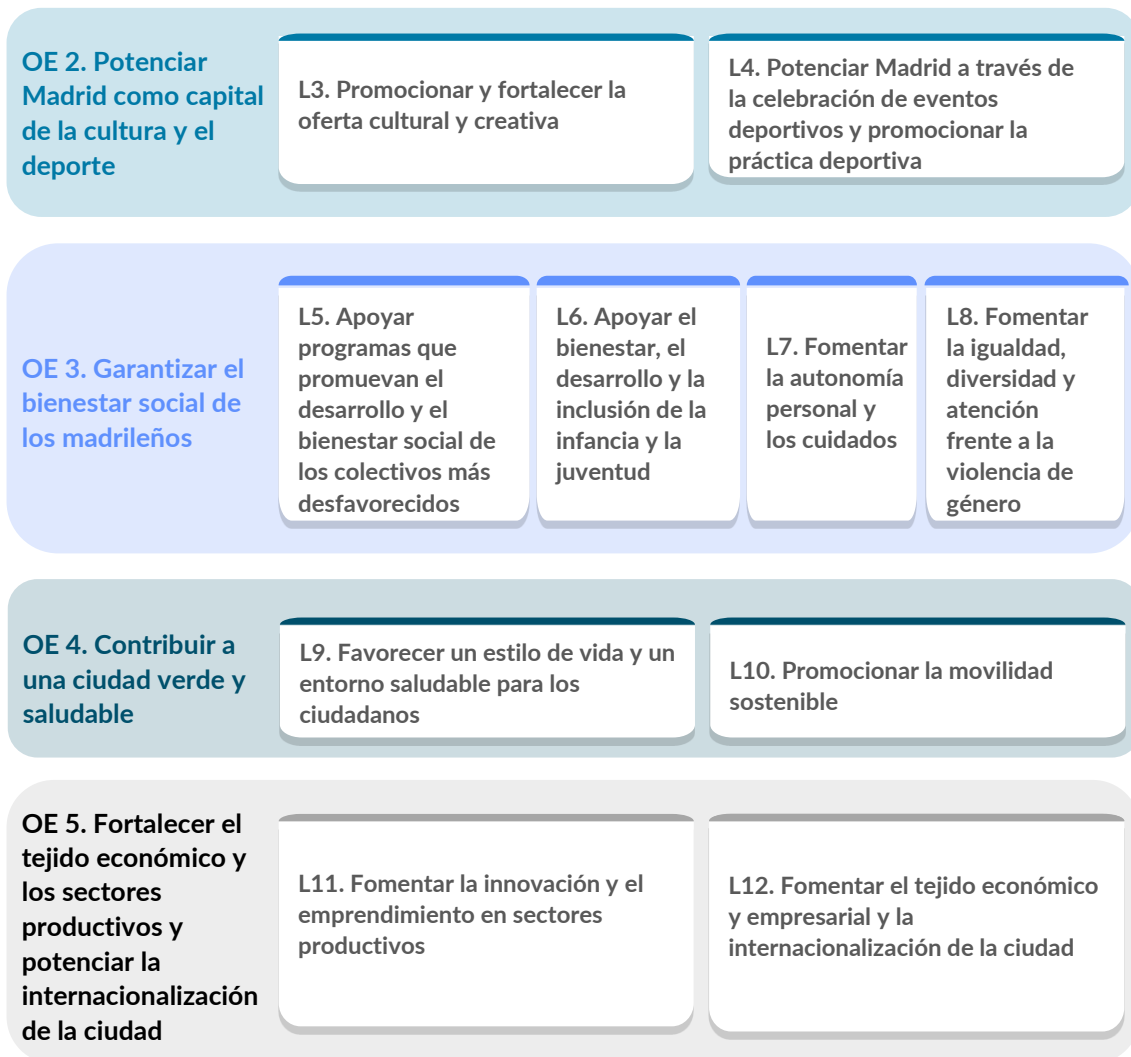 OE 2. Potenciar
Madrid como capital
de la cultura y el
deporte
L3. Promocionar y fortalecer la
oferta cultural y creativa
L4. Potenciar Madrid a través de
la celebración de eventos
deportivos y promocionar la
práctica deportiva
OE 3. Garantizar el
bienestar social de
los madrileños
L5. Apoyar
programas que
promuevan el
desarrollo y el
bienestar social de
los colectivos más
desfavorecidos
L6. Apoyar el
bienestar, el
desarrollo y la
inclusión de la
infancia y la
juventud
L7. Fomentar
la autonomía
personal y
los cuidados
L8. Fomentar
la igualdad,
diversidad y
atención
frente a la
violencia de
género
OE 4. Contribuir a
una ciudad verde y
saludable
L9. Favorecer un estilo de vida y un
entorno saludable para los
ciudadanos
L10. Promocionar la movilidad
sostenible
OE 5. Fortalecer el
tejido económico y
los sectores
productivos y
potenciar la
internacionalización
de la ciudad
L11. Fomentar la innovación y el
emprendimiento en sectores
productivos
L12. Fomentar el tejido económico
y empresarial y la
internacionalización de la ciudad